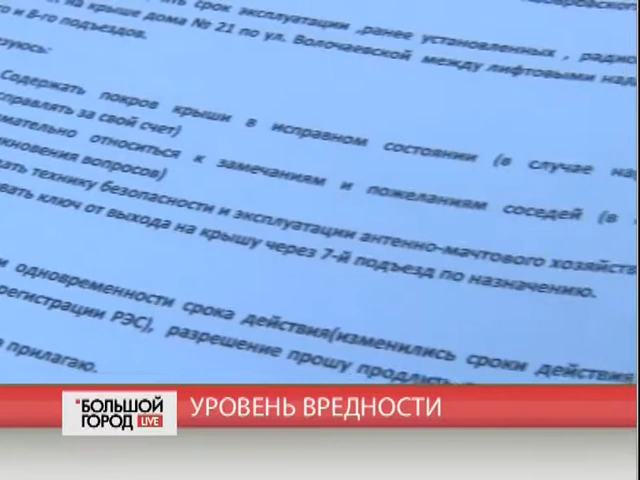 срок эксплуатации ,ранее установленных , радио
на крыше дома № 21 по ул. Волочаевской между лифтовыми над
и 8-го подъездов.
Содержать покров крыши в исправном состоянии (в случае на
справлять за свой счет)
относиться к замечаниям и пожеланиям соседей (в
кновения вопросов)
ать технику безопасности и эксплуатации антенно-мачтового хозяйств
вать ключ от выхода на крышу через 7-й подъезд по назначению.
и одновременности срока действия(изменились сроки действия
регистрации РЭС), разрешение прошу
прилагаю.
БОЛЬШОЙ
ГОРОД LIVE
УРОВЕНЬ ВРЕДНОСТИ